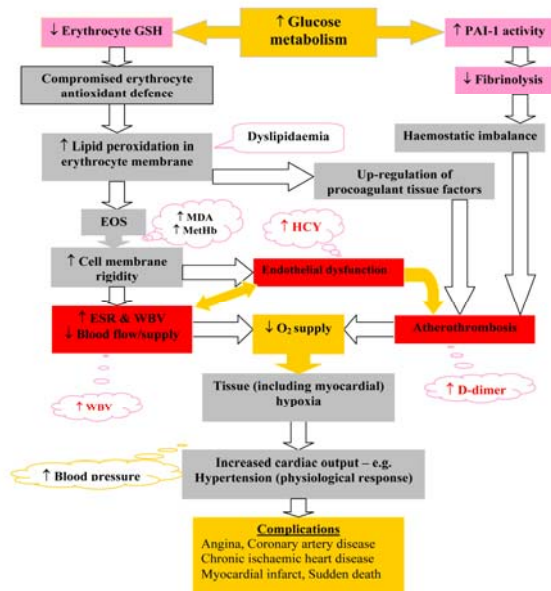 ↑ Glucose
metabolism
↓ Erythrocyte GSH
↑ PAI-1 activity
Compromised erythrocyte
antioxidant defence
↓ Fibrinolysis
↑ Lipid peroxidation in
erythrocyte membrane
Dyslipidaemia
Haemostatic imbalance
Up-regulation of
procoagulant tissue factors
EOS
↑ MDA
↑ MetHb
↑ HCY
↑ Cell membrane
rigidity
Endothelial dysfunction
↑ ESR & WBV
↓ Blood flow/supply
↓ O₂ supply
Atherothrombosis
↑ WBV
Tissue (including myocardial)
hypoxia
↑ D-dimer
↑ Blood pressure
Increased cardiac output – e.g.
Hypertension (physiological response)
Complications
Angina, Coronary artery disease
Chronic ischaemic heart disease
Myocardial infarct, Sudden death